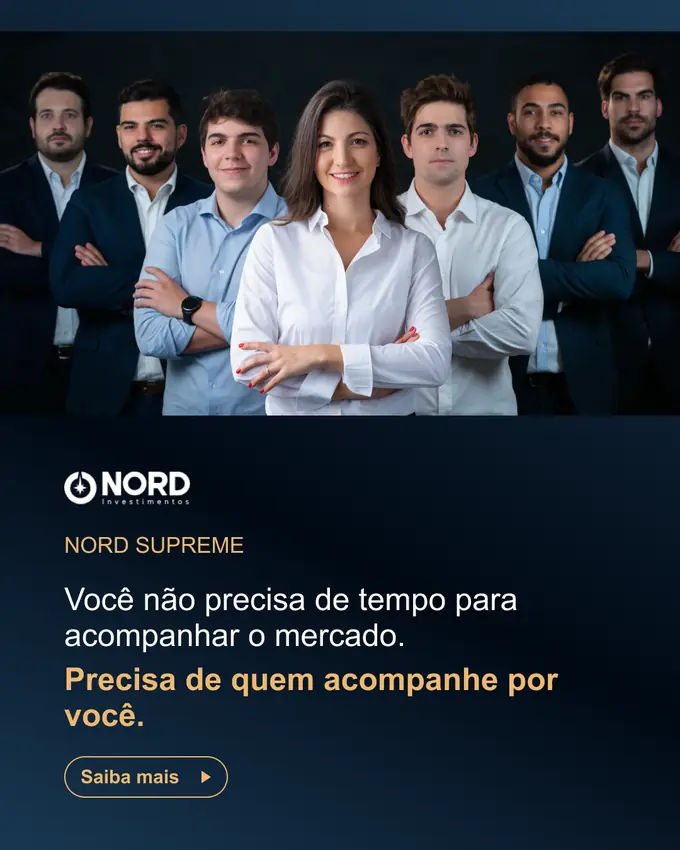 NORD
Investimentos
NORD SUPREME
Você não precisa de tempo para
acompanhar o mercado.
Precisa de quem acompanhe por
você.
Saiba mais